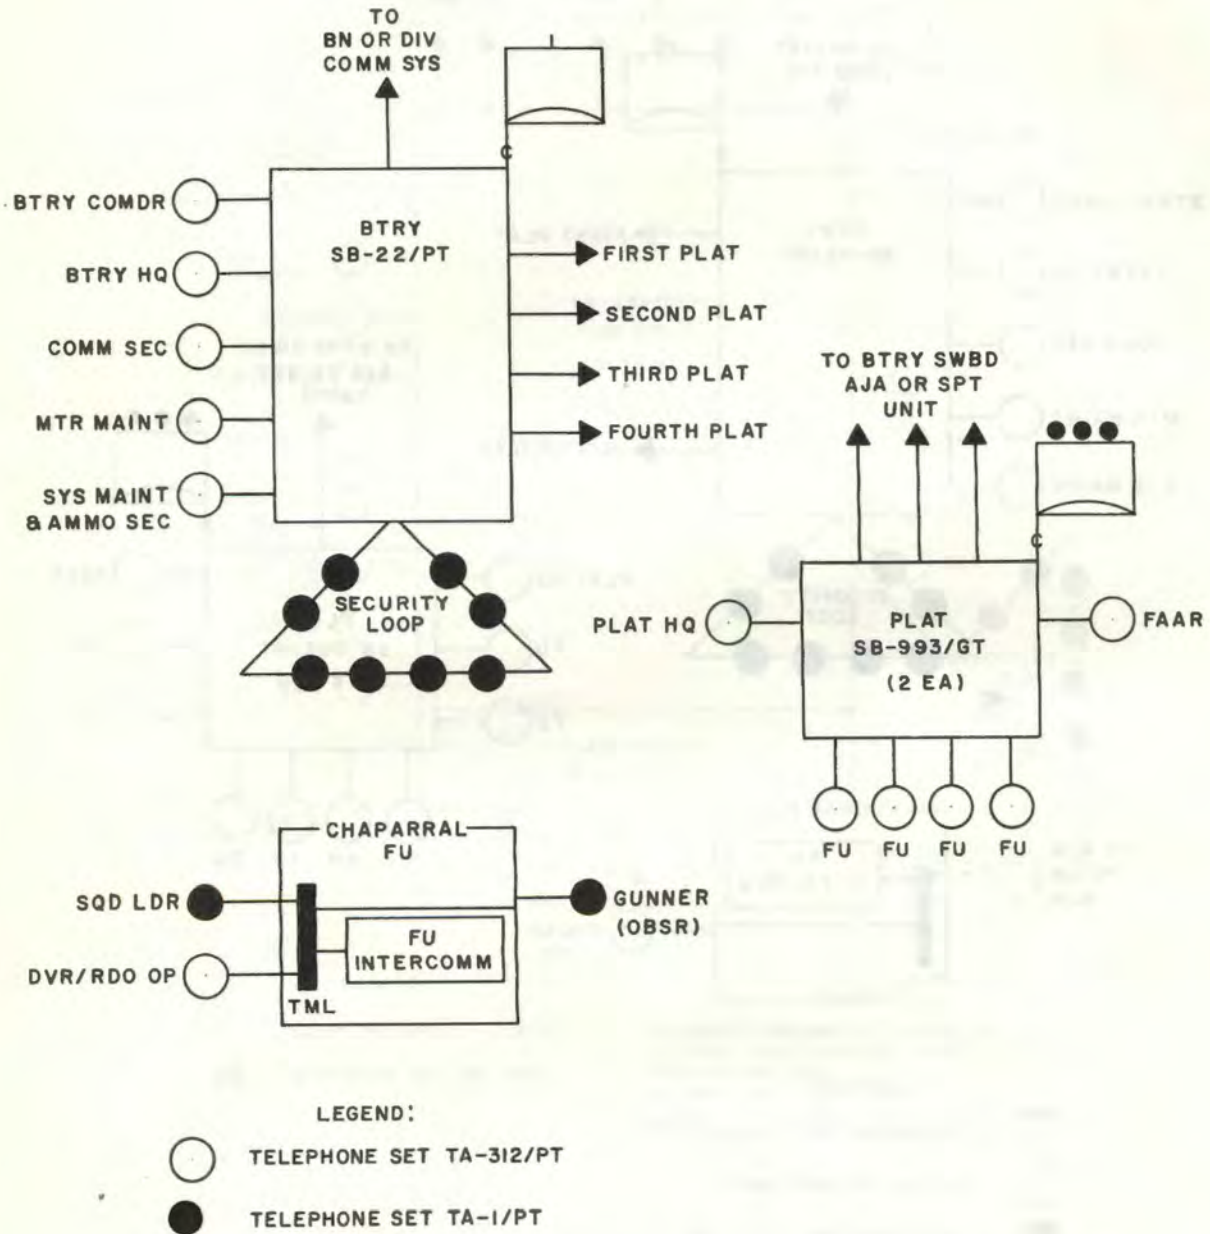 TO
BN OR DIV
COMM SYS
C
BTRY COMDR
BTRY
SB-22/PT
BTRY HQ
FIRST PLAT
SECOND PLAT
COMM SEC
THIRD PLAT
MTR MAINT
FOURTH PLAT
SYS MAINT
& AMMO SEC
SECURITY
LOOP
TO BTRY SWBD
AJA OR SPT
UNIT
C
PLAT HQ
PLAT
SB-993/GT
(2 EA)
FAAR
FU FU FU FU
CHAPARRAL
FU
SQD LDR
GUNNER
(OBSR)
FU
INTERCOMM
DVR/RDO OP
TML
LEGEND:
TELEPHONE SET TA-312/PT
TELEPHONE SET TA-1/PT